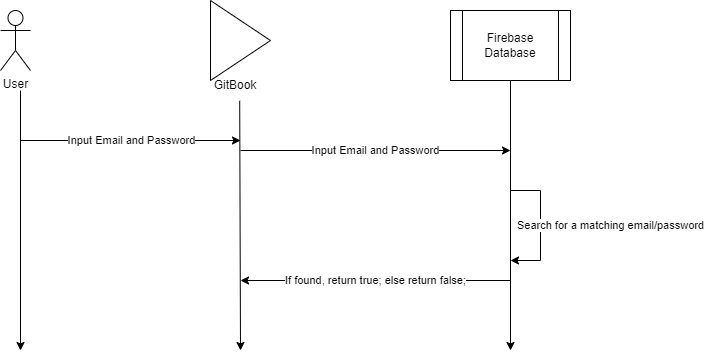 Firebase
Database
User
GitBook
Input Email and Password
Input Email and Password
Search for a matching email/password
If found, return true; else return false;